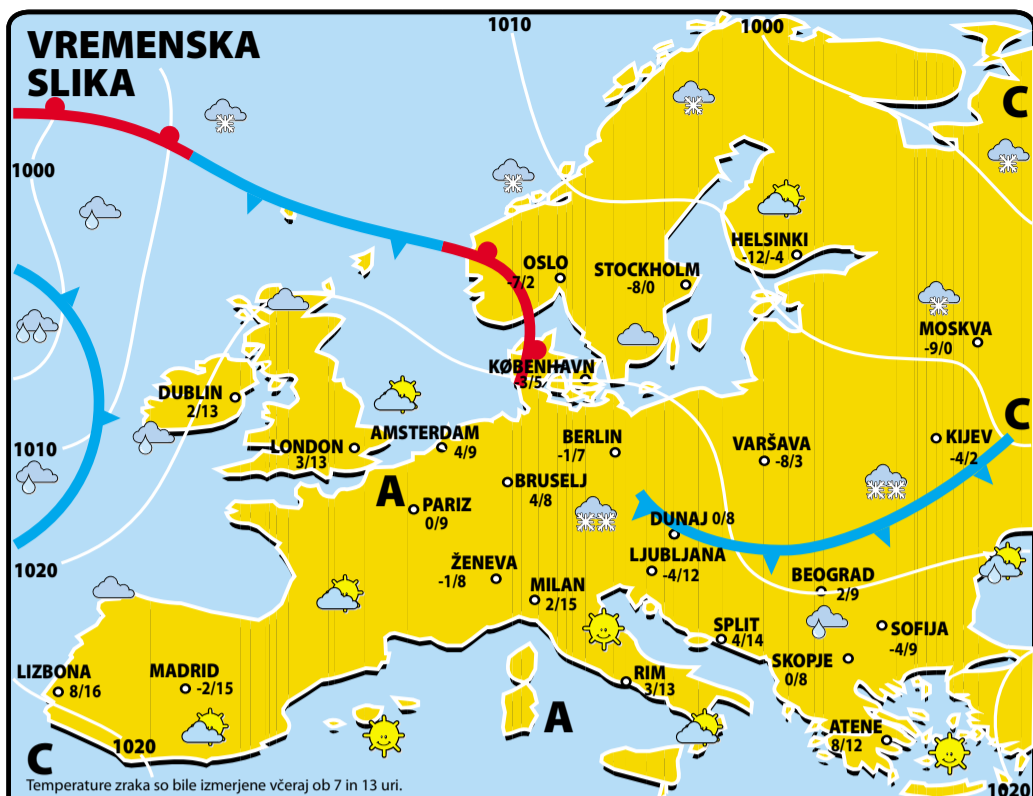 VREMENSKA
SLIKA
1010
1000
C
1000
HELSINKI
-12/-4
OSLO
-7/2
STOCKHOLM
-8/0
MOSKVA
-9/0
KØBENHAVN
-3/5
DUBLIN
2/13
C
1010
LONDON
3/13
AMSTERDAM
4/9
BERLIN
-1/7
VARŠAVA
-8/3
KIJEV
-4/2
A
BRUSELJ
4/8
PARIZ
0/9
DUNAJ 0/8
LJUBLJANA
-4/12
1020
ŽENEVA
-1/8
MILAN
2/15
BEOGRAD
2/9
SPLIT
4/14
SOFIJA
-4/9
SKOPJE
0/8
LIZBONA
8/16
MADRID
-2/15
RIM
3/13
A
ATENE
8/12
1020
C
Temperature zraka so bile izmerjene včeraj ob 7 in 13 uri.
1020